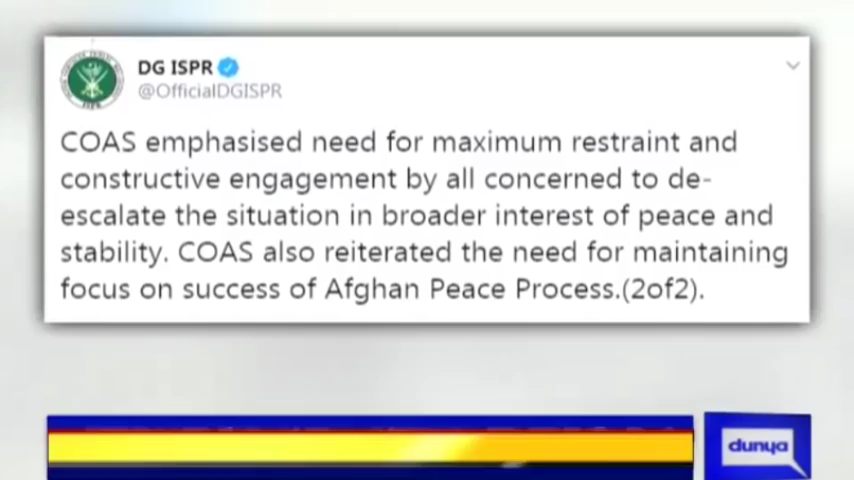 DG ISPR
@OfficialDGISPR
COAS emphasised need for maximum restraint and
constructive engagement by all concerned to de-
escalate the situation in broader interest of peace and
stability. COAS also reiterated the need for maintaining
focus on success of Afghan Peace Process.(2of2).
dunya